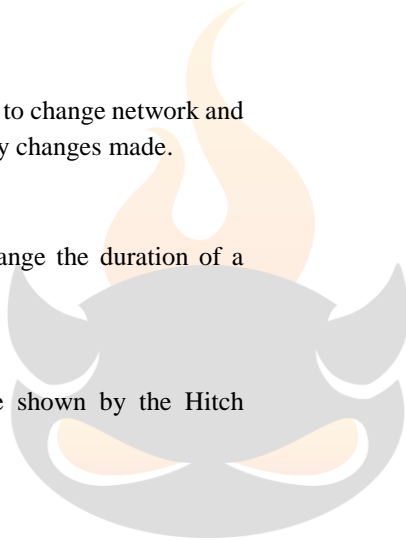 to change network and
y changes made.
ange the duration of a
e shown by the Hitch